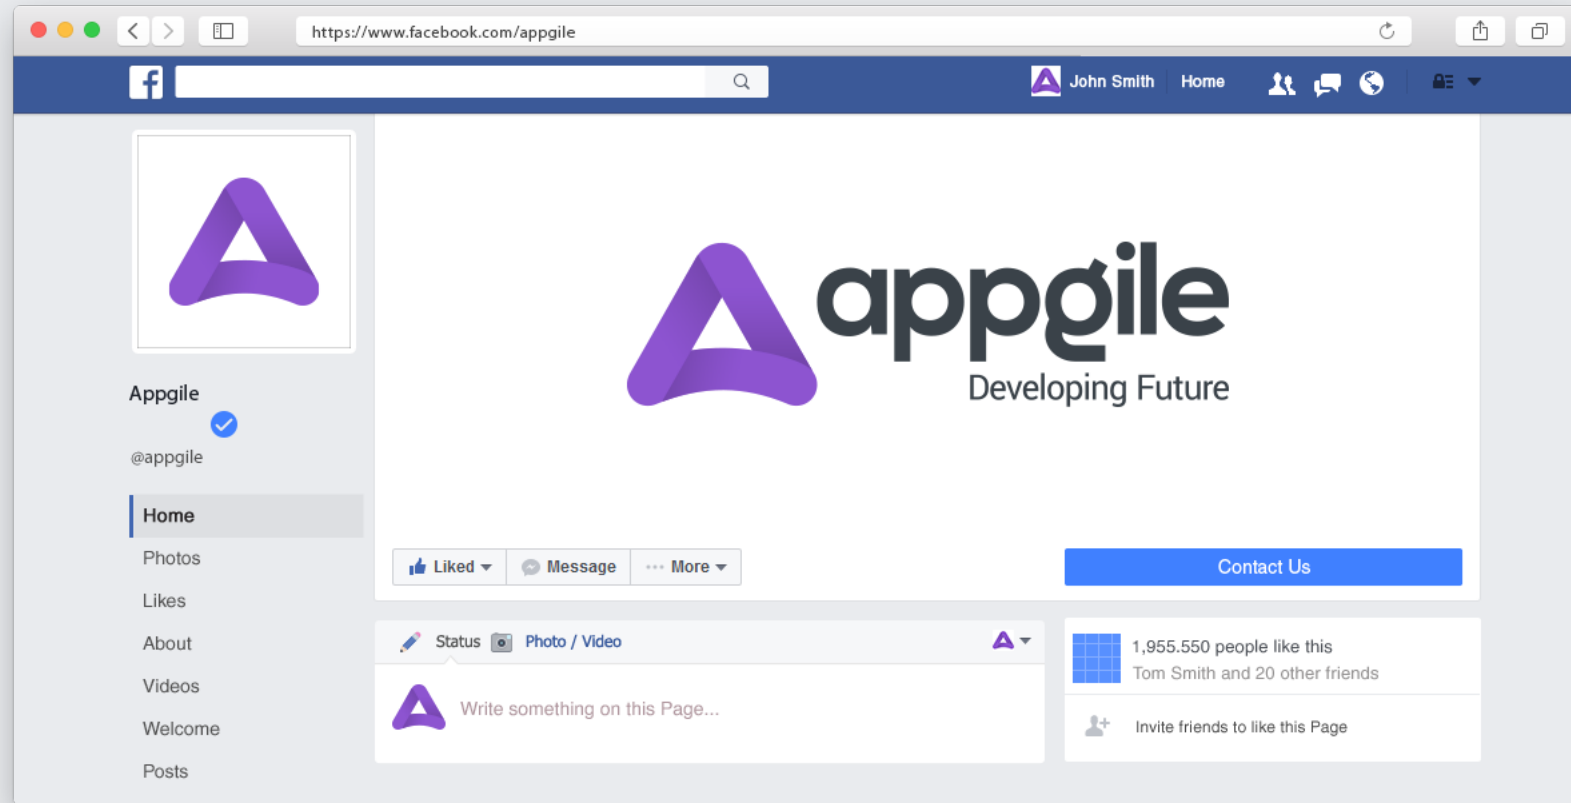 https://www.facebook.com/appgile
f
John Smith Home
appgile
Developing Future
Appgile
@appgile
Home
Photos
Likes
About
Videos
Welcome
Posts
Liked Message More
Contact Us
Status Photo / Video
Write something on this Page...
1,955.550 people like this
Tom Smith and 20 other friends
Invite friends to like this Page